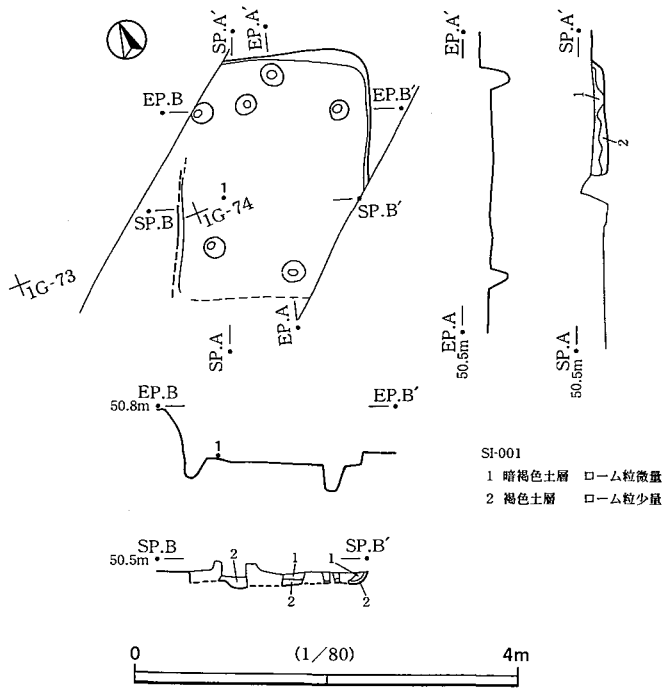 SP.A′
EP.A′
EP.B
EP.B′
1
SP.B
1G-74
SP.B′
1G-73
SP.A
EP.A
EP.A′
EP.A
50.5m
SP.A′
1
2
SP.A
50.5m
EP.B
50.8m
EP.B′
1
SI-001
1 暗褐色土層 ローム粒微量
2 褐色土層 ローム粒少量
SP.B
50.5m
SP.B′
2
1
2
1
2
0 (1/80) 4m